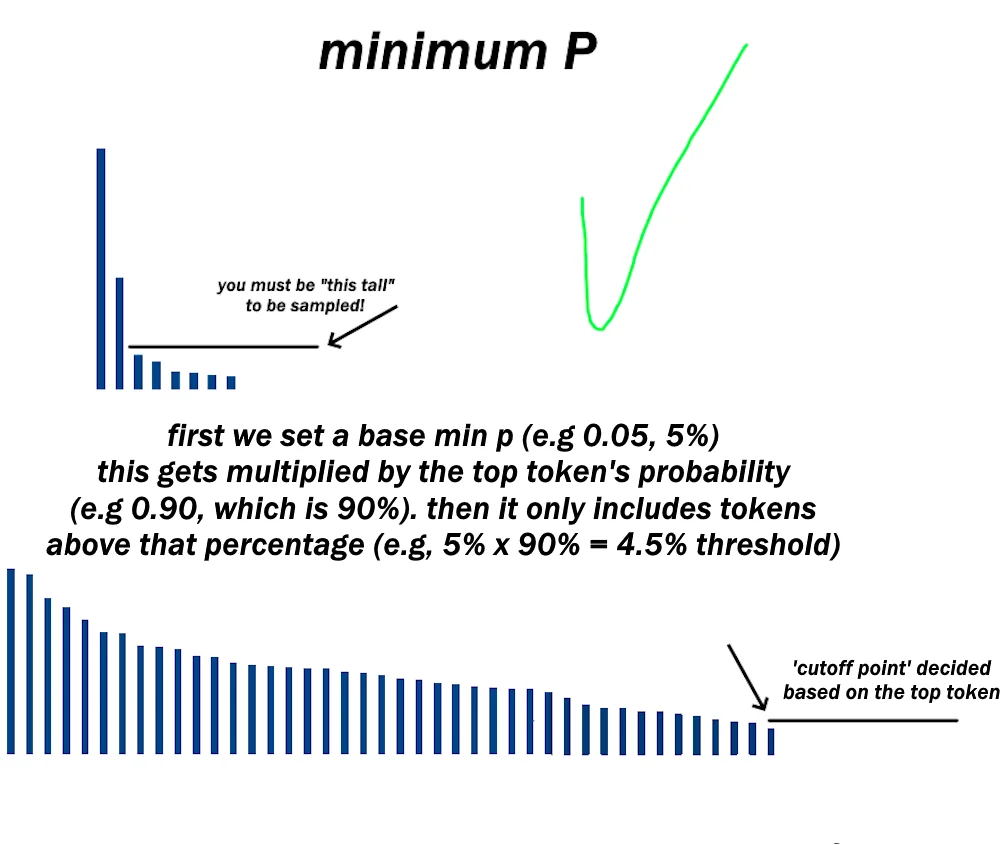 minimum P
you must be "this tall"
to be sampled!
first we set a base min p (e.g 0.05, 5%)
this gets multiplied by the top token's probability
(e.g 0.90, which is 90%). then it only includes tokens
above that percentage (e.g, 5% x 90% = 4.5% threshold)
'cutoff point' decided
based on the top token